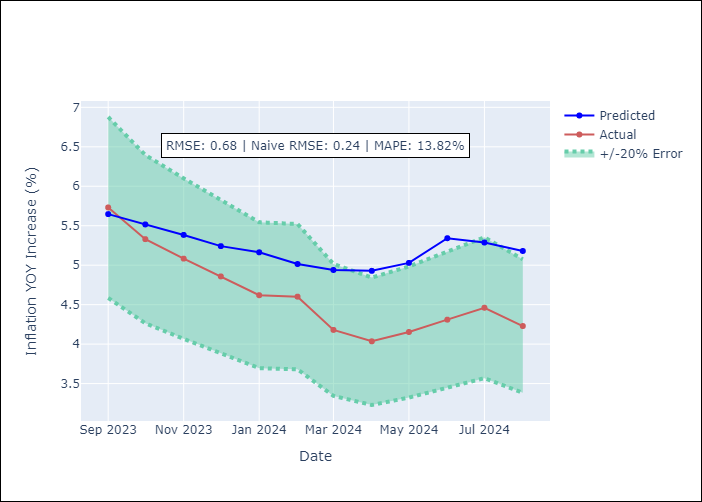 RMSE: 0.68 | Naive RMSE: 0.24 | MAPE: 13.82%
Predicted
Actual
+/-20% Error
Inflation YOY Increase (%)
7
6.5
6
5.5
5
4.5
4
3.5
Sep 2023
Nov 2023
Jan 2024
Mar 2024
May 2024
Jul 2024
Date